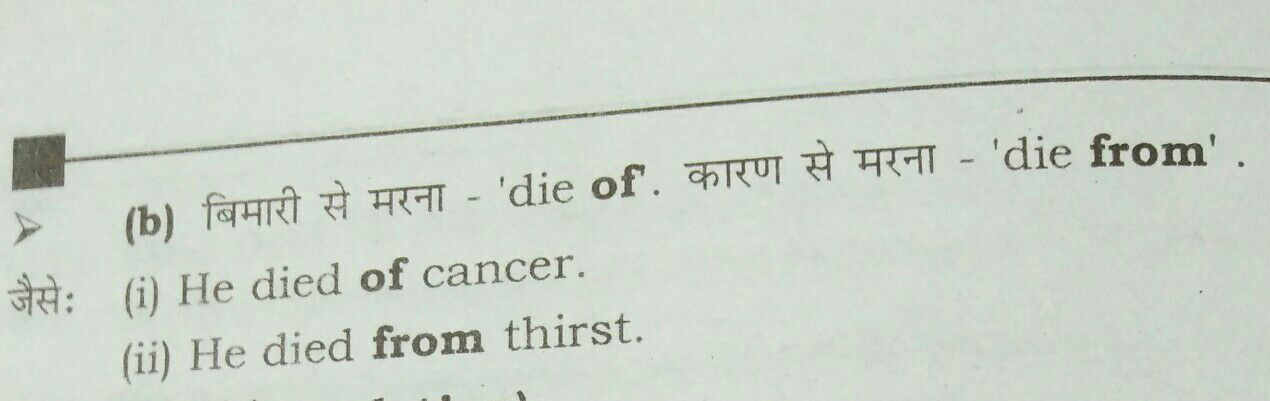 ➢ (b) बिमारी से मरना - 'die of'. कारण से मरना - 'die from'.
जैसे: (i) He died of cancer.
(ii) He died from thirst.